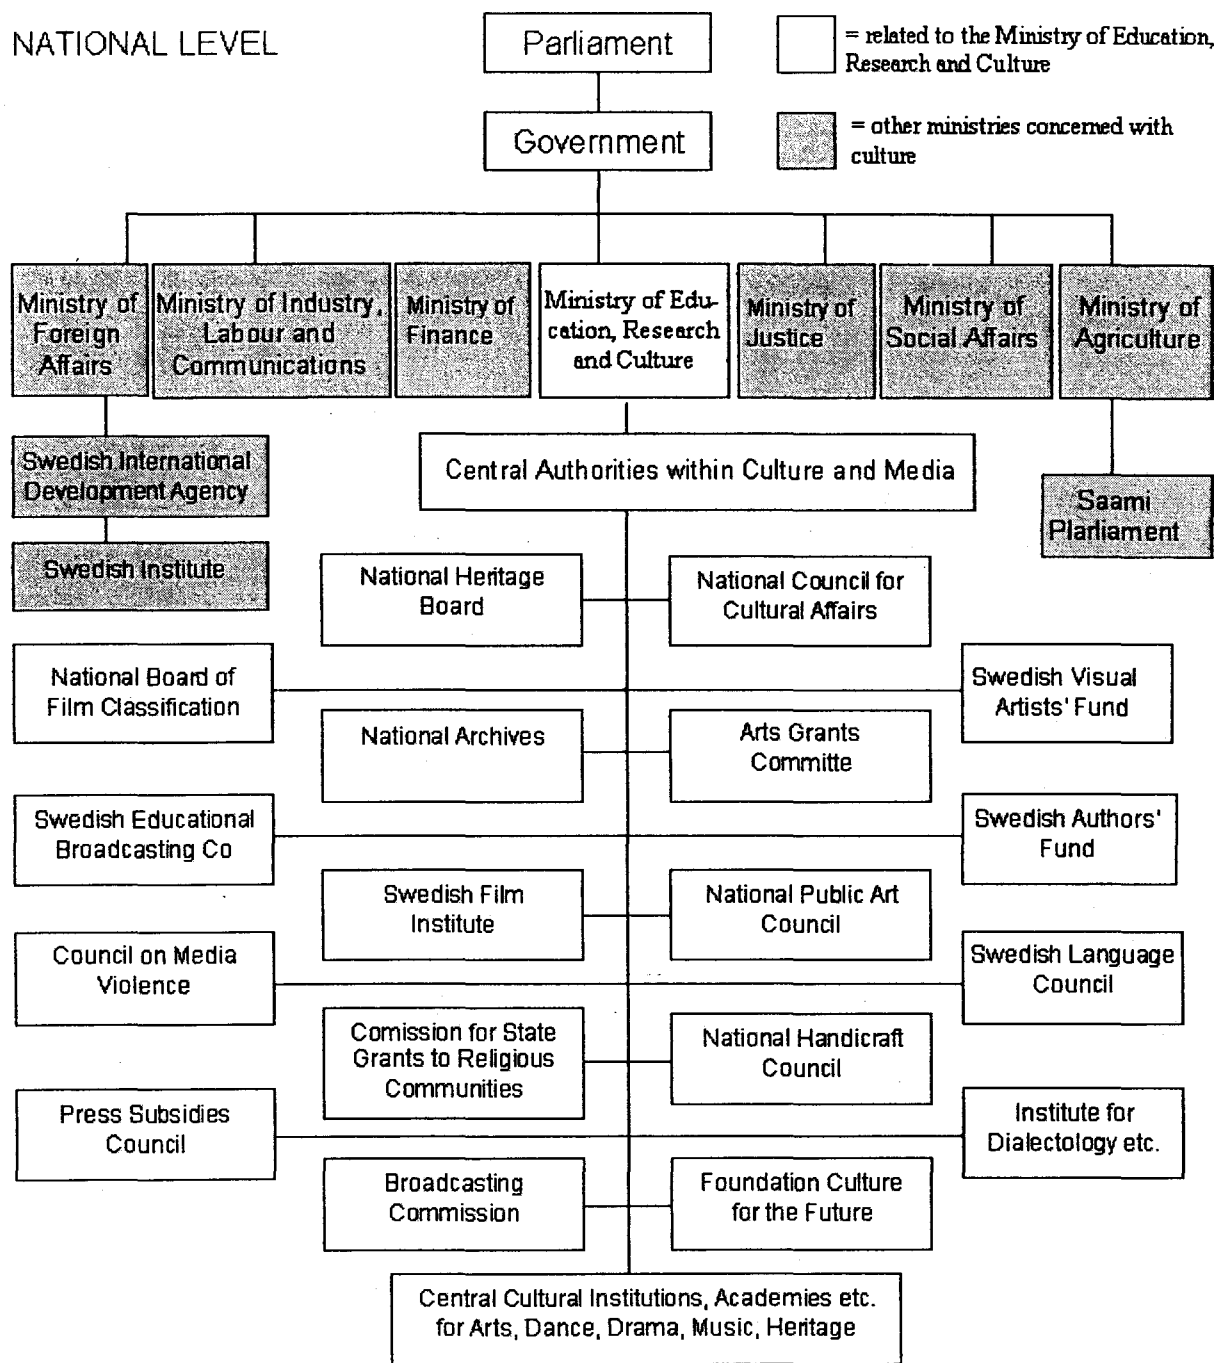 NATIONAL LEVEL
Parliament
= related to the Ministry of Education,
Research and Culture
Government
= other ministries concerned with
culture
Ministry of
Foreign
Affairs
Ministry of Industry,
Labour and
Communications
Ministry of
Finance
Ministry of Edu-
cation, Research
and Culture
Ministry of
Justice
Ministry of
Social Affairs
Ministry of
Agriculture
Swedish International
Development Agency
Central Authorities within Culture and Media
Saami
Plarliament
Swedish Institute
National Heritage
Board
National Council for
Cultural Affairs
National Board of
Film Classification
Swedish Visual
Artists' Fund
National Archives
Arts Grants
Committe
Swedish Educational
Broadcasting Co
Swedish Authors'
Fund
Swedish Film
Institute
National Public Art
Council
Council on Media
Violence
Swedish Language
Council
Comission for State
Grants to Religious
Communities
National Handicraft
Council
Press Subsidies
Council
Institute for
Dialectology etc.
Broadcasting
Commission
Foundation Culture
for the Future
Central Cultural Institutions, Academies etc.
for Arts, Dance, Drama, Music, Heritage